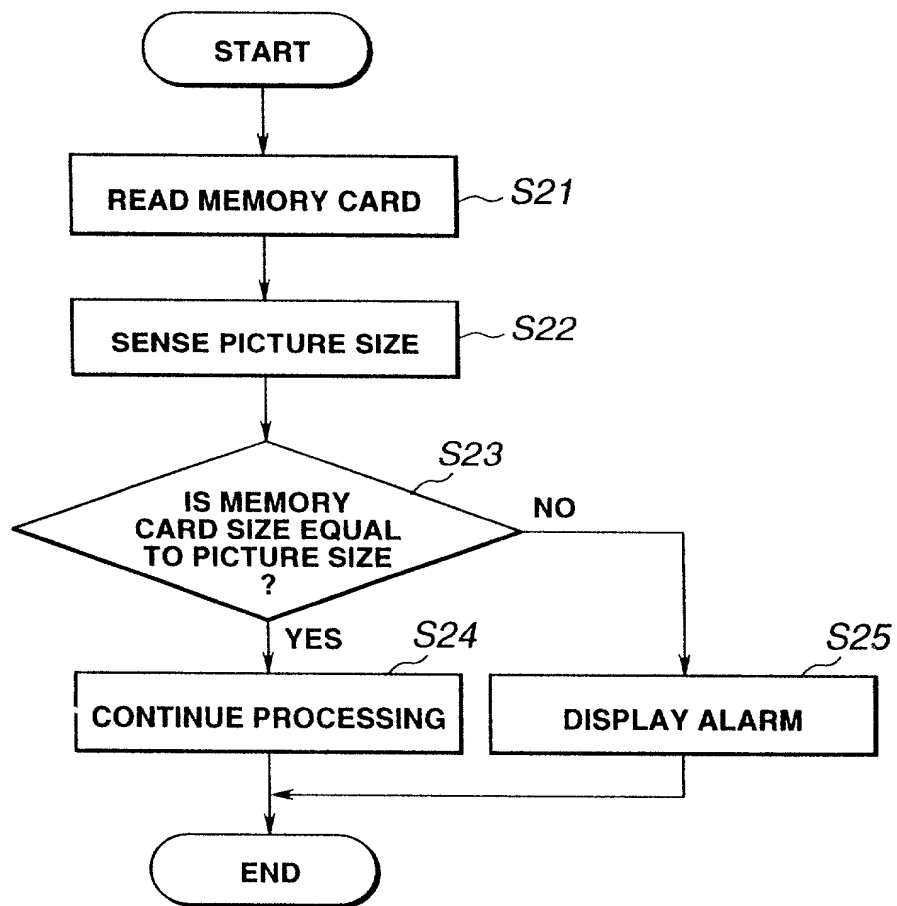 START
READ MEMORY CARD
S21
SENSE PICTURE SIZE
S22
S23
IS MEMORY
CARD SIZE EQUAL
TO PICTURE SIZE
?
NO
YES
S24
CONTINUE PROCESSING
S25
DISPLAY ALARM
END